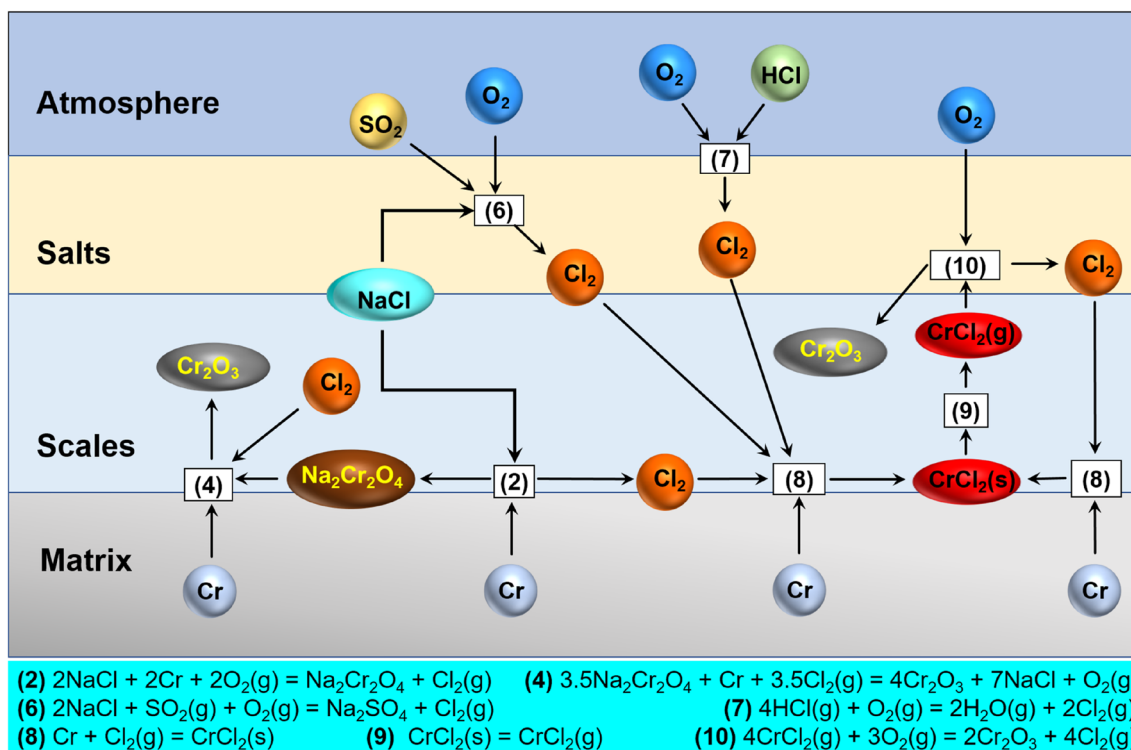 Atmosphere
O₂
HCl
SO₂
O₂
O₂
(7)
Salts
(6)
Cl₂
Cl₂
(10)
Cl₂
NaCl
CrCl₂(g)
Cr₂O₃
Cr₂O₃
Cl₂
(9)
Scales
(4)
Na₂Cr₂O₄
(2)
Cl₂
(8)
CrCl₂(s)
(8)
Matrix
Cr
Cr
Cr
Cr
(2) 2NaCl + 2Cr + 2O₂(g) = Na₂Cr₂O₄ + Cl₂(g) (4) 3.5Na₂Cr₂O₄ + Cr + 3.5Cl₂(g) = 4Cr₂O₃ + 7NaCl + O₂(g
(6) 2NaCl + SO₂(g) + O₂(g) = Na₂SO₄ + Cl₂(g) (7) 4HCl(g) + O₂(g) = 2H₂O(g) + 2Cl₂(g)
(8) Cr + Cl₂(g) = CrCl₂(s) (9) CrCl₂(s) = CrCl₂(g) (10) 4CrCl₂(g) + 3O₂(g) = 2Cr₂O₃ + 4Cl₂(g